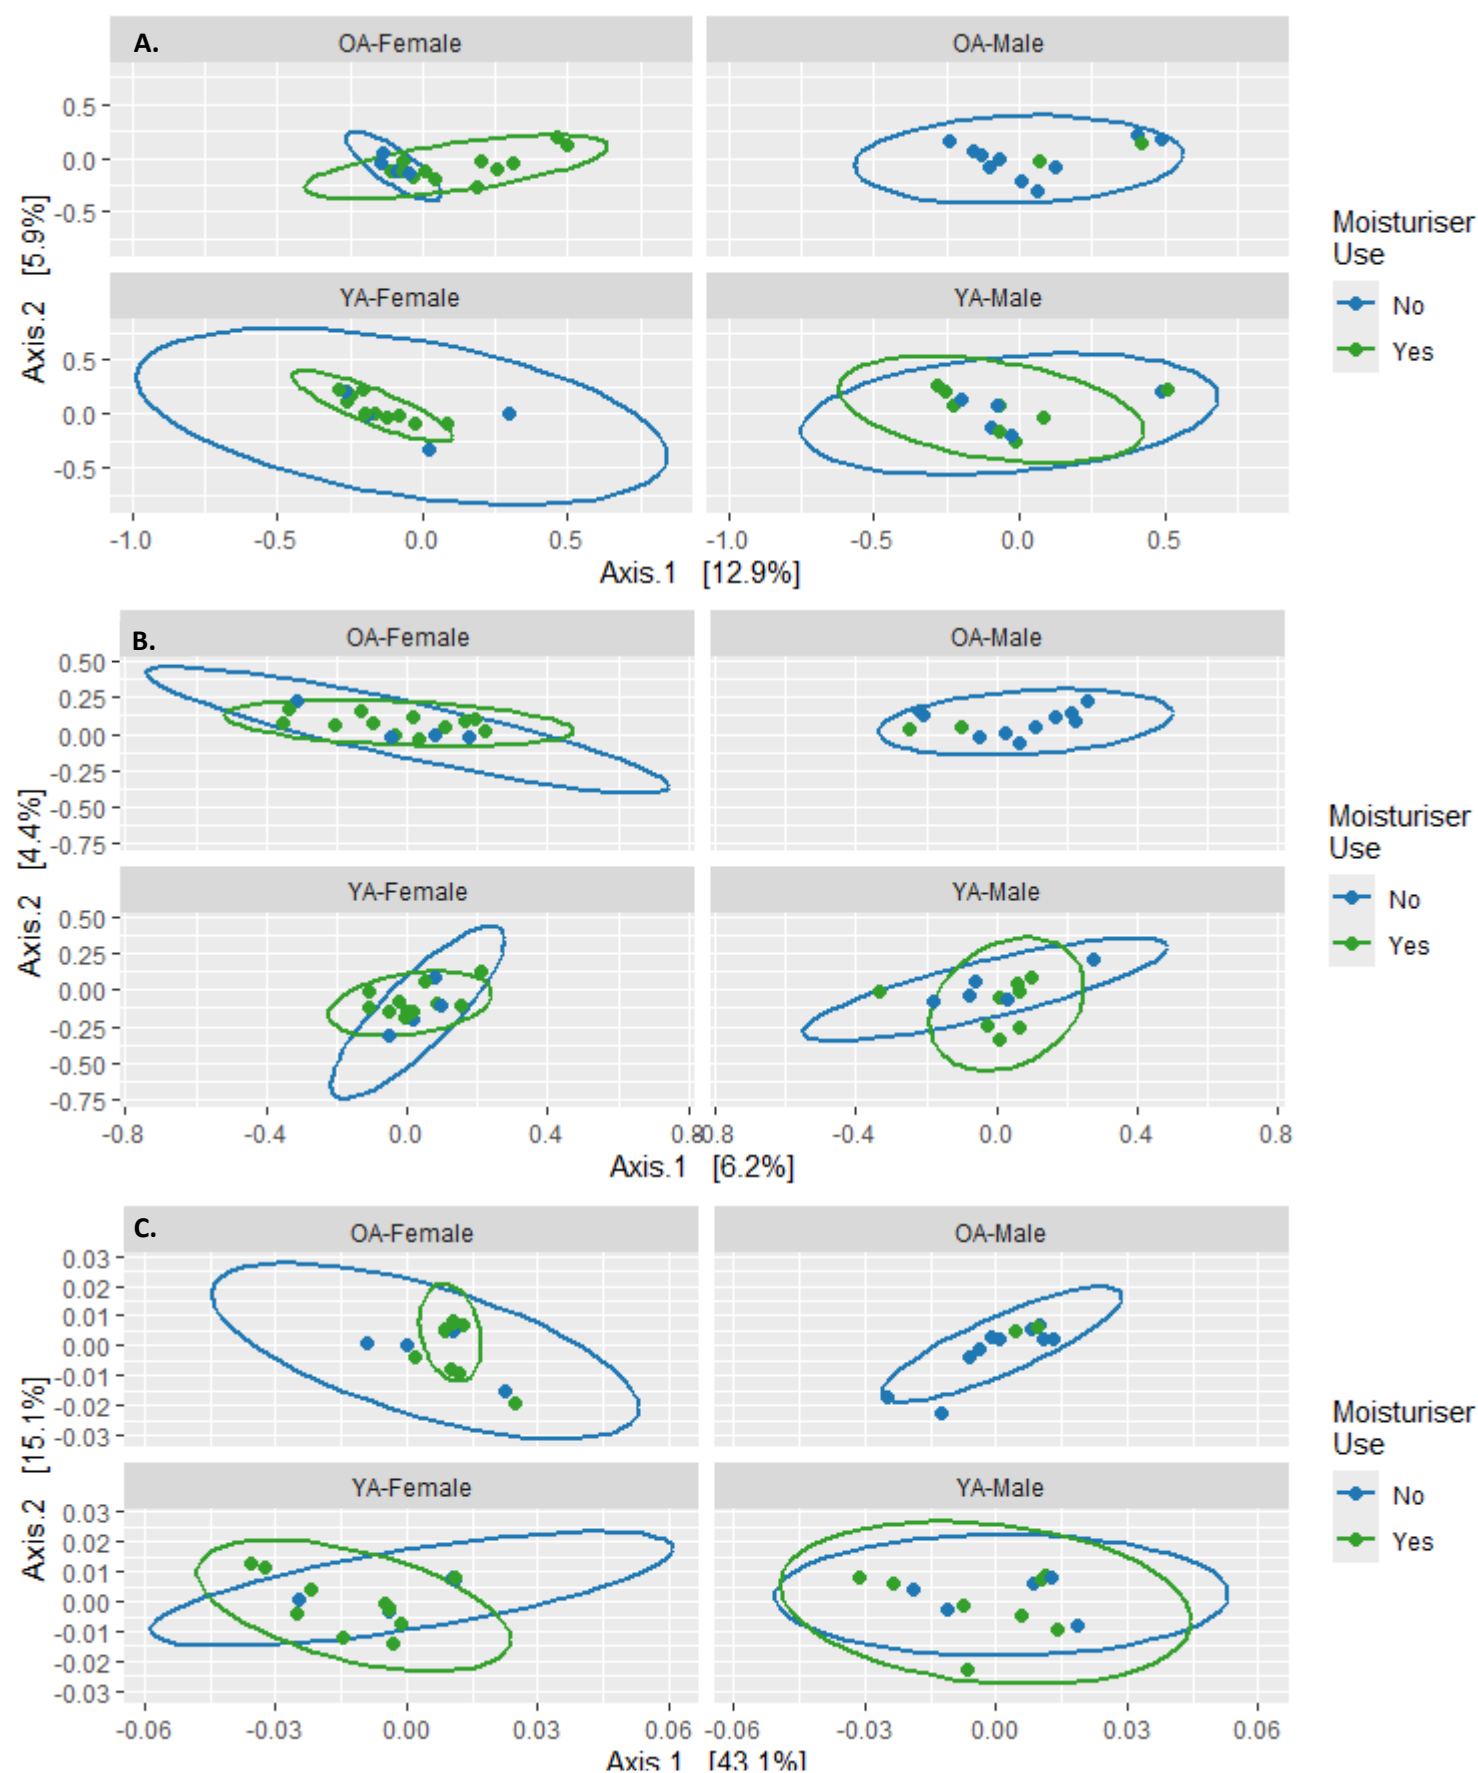 A.
OA-Female
OA-Male
0.5
0.0
-0.5
YA-Female
YA-Male
0.5
0.0
-0.5
-1.0
-0.5
0.0
0.5
-1.0
-0.5
0.0
0.5
Axis.2 [5.9%]
Axis.1 [12.9%]
Moisturiser
Use
No
Yes
B.
OA-Female
OA-Male
0.50
0.25
0.00
-0.25
-0.50
-0.75
YA-Female
YA-Male
0.50
0.25
0.00
-0.25
-0.50
-0.75
-0.8
-0.4
0.0
0.4
0.8
-0.8
-0.4
0.0
0.4
0.8
Axis.2 [4.4%]
Axis.1 [6.2%]
Moisturiser
Use
No
Yes
C.
OA-Female
OA-Male
0.03
0.02
0.01
0.00
-0.01
-0.02
-0.03
YA-Female
YA-Male
0.03
0.02
0.01
0.00
-0.01
-0.02
-0.03
-0.06
-0.03
0.00
0.03
0.06
-0.06
-0.03
0.00
0.03
0.06
Axis.2 [15.1%]
Axis.1 [43.1%]
Moisturiser
Use
No
Yes